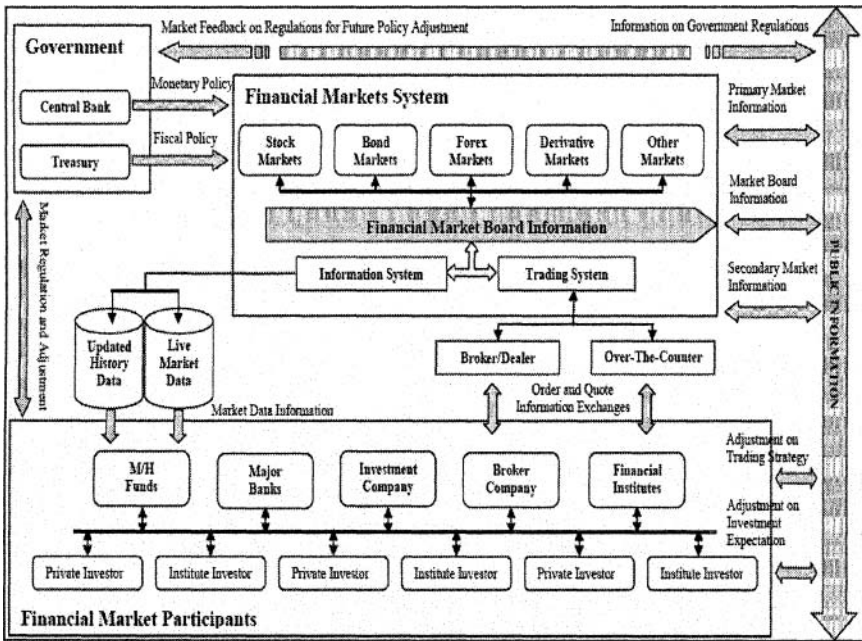 Market Feedback on Regulations for Future Policy Adjustment
Information on Government Regulations
Government
Monetary Policy
Central Bank
Fiscal Policy
Treasury
Financial Markets System
Stock
Markets
Bond
Markets
Forex
Markets
Derivative
Markets
Other
Markets
Financial Market Board Information
Information System
Trading System
Primary Market
Information
Market Board
Information
Secondary Market
Information
PUBLIC INFORMATION
Market Regulation and Adjustment
Updated
History
Data
Live
Market
Data
Broker/Dealer
Over-The-Counter
Market Data Information
Order and Quote
Information Exchanges
M/H
Funds
Major
Banks
Investment
Company
Broker
Company
Financial
Institutes
Adjustment on
Trading Strategy
Adjustment on
Investment
Expectation
Private Investor
Institute Investor
Private Investor
Institute Investor
Private Investor
Institute Investor
Financial Market Participants